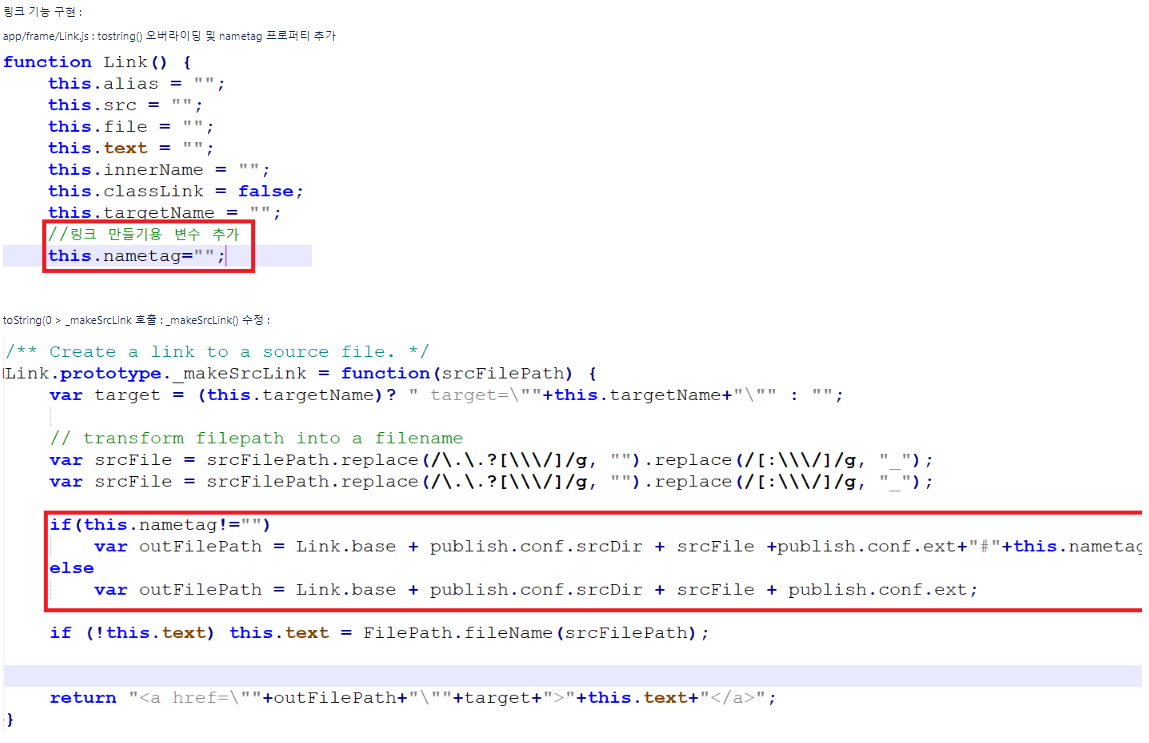 링크 기능 구현 :
app/frame/Link.js : tostring() 오버라이딩 및 nametag 프로퍼티 추가
function Link() {
    this.alias = "";
    this.src = "";
    this.file = "";
    this.text = "";
    this.innerName = "";
    this.classLink = false;
    this.targetName = "";
    //링크 만들기용 변수 추가
    this.nametag="";
toString(0 > _makeSrcLink 호출 : _makeSrcLink() 수정 :
/** Create a link to a source file. */
Link.prototype._makeSrcLink = function(srcFilePath) {
    var target = (this.targetName)? " target=\""+this.targetName+"\"" : "";
    // transform filepath into a filename
    var srcFile = srcFilePath.replace(/\.\.?[\\\/]/g, "").replace(/[:\\\/]/g, "_");
    var srcFile = srcFilePath.replace(/\.\.?[\\\/]/g, "").replace(/[:\\\/]/g, "_");
    if(this.nametag!="")
        var outFilePath = Link.base + publish.conf.srcDir + srcFile +publish.conf.ext+"#"+this.nametag
    else
        var outFilePath = Link.base + publish.conf.srcDir + srcFile + publish.conf.ext;
    if (!this.text) this.text = FilePath.fileName(srcFilePath);
    return "<a href=\""+outFilePath+"\""+target+">"+this.text+"</a>";
}